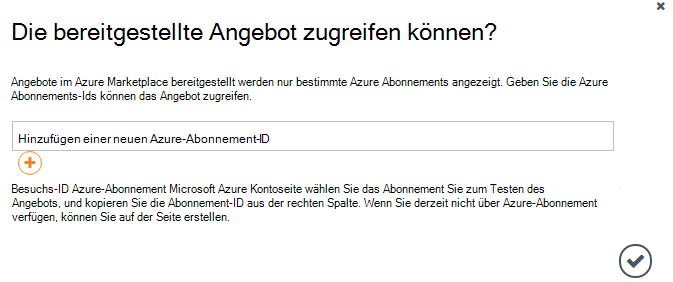 Die bereitgestellte Angebot zugreifen können?
Angebote im Azure Marketplace bereitgestellt werden nur bestimmte Azure Abonnements angezeigt. Geben Sie die Azure
Abonnements-Ids können das Angebot zugreifen.
Hinzufügen einer neuen Azure-Abonnement-ID
Besuchs-ID Azure-Abonnement Microsoft Azure Kontoseite wählen Sie das Abonnement Sie zum Testen des
Angebots, und kopieren Sie die Abonnement-ID aus der rechten Spalte. Wenn Sie derzeit nicht über Azure-Abonnement
verfügen, können Sie auf der Seite erstellen.